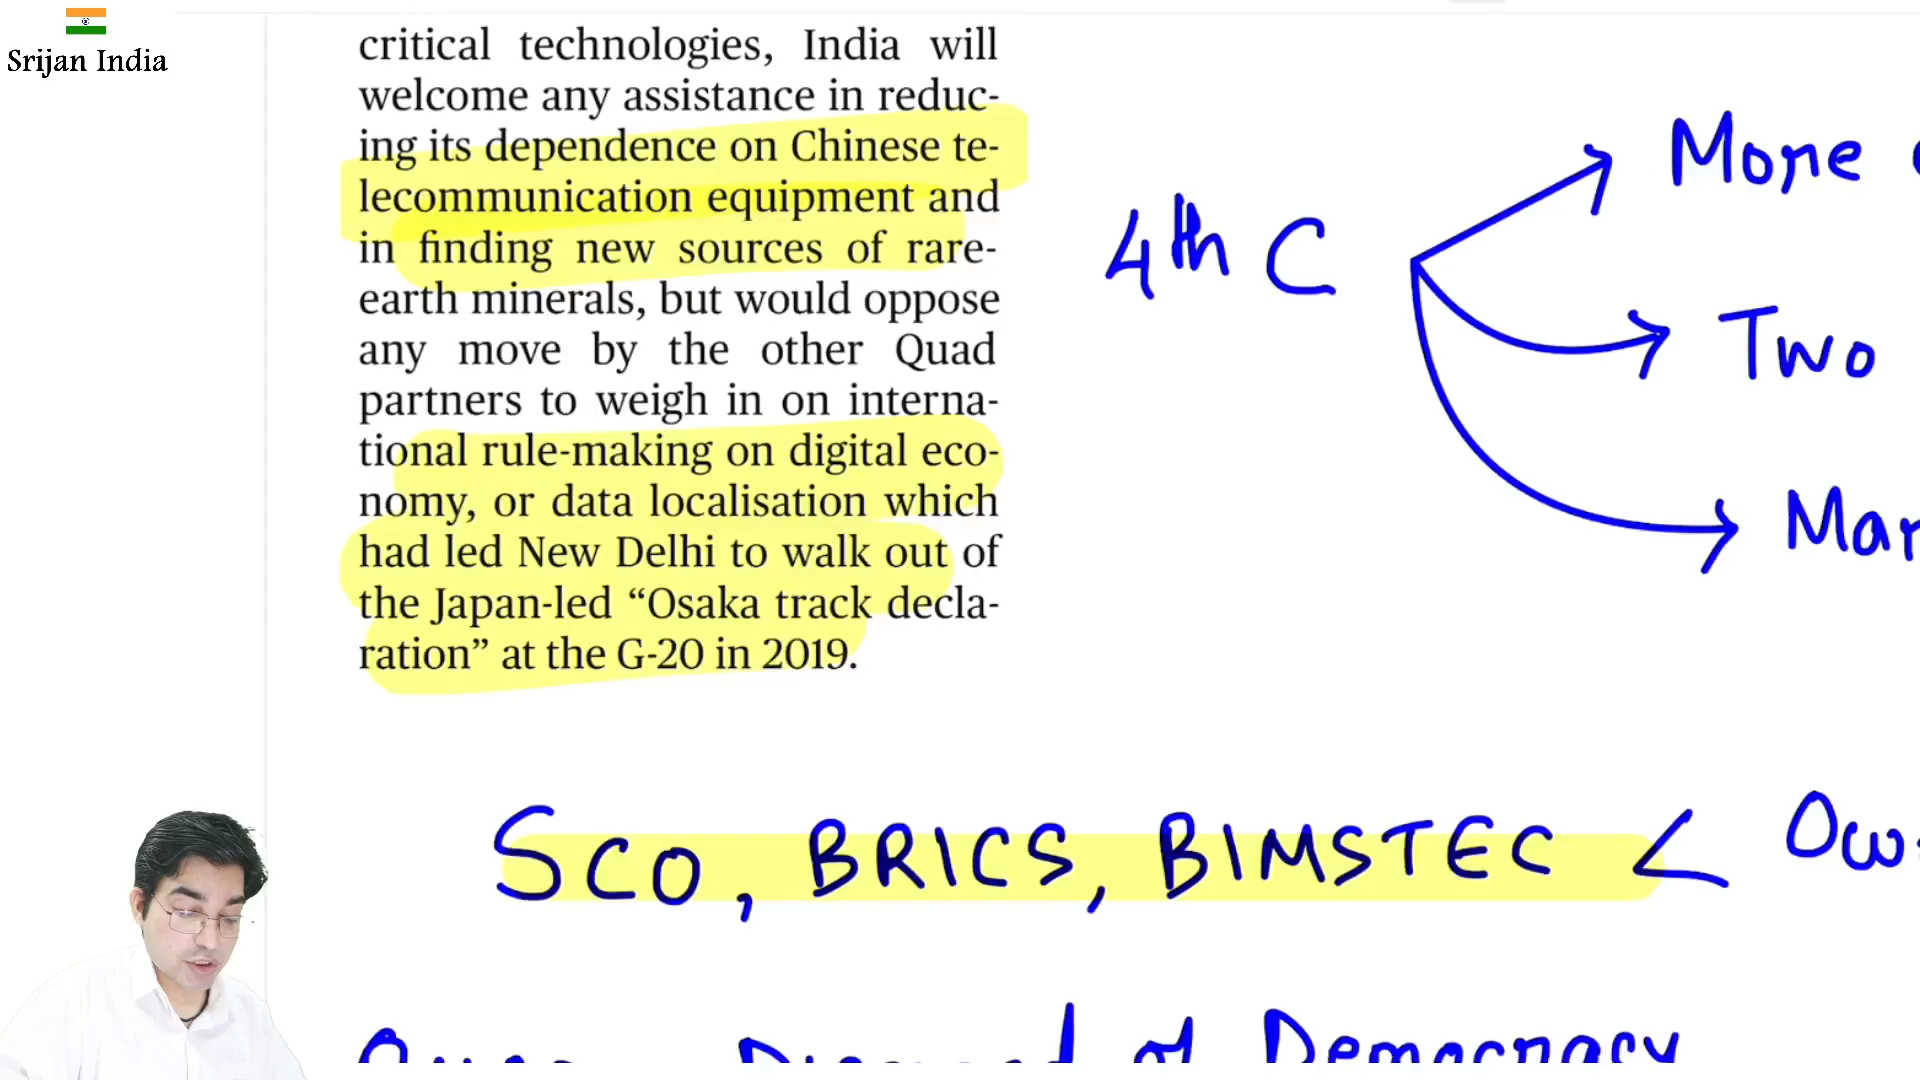 Srijan India
critical technologies, India will
welcome any assistance in reduc-
ing its dependence on Chinese te-
lecommunication equipment and
in finding new sources of rare-
earth minerals, but would oppose
any move by the other Quad
partners to weigh in on interna-
tional rule-making on digital eco-
nomy, or data localisation which
had led New Delhi to walk out of
the Japan-led “Osaka track decla-
ration” at the G-20 in 2019.
4th C
More
Two
SCO, BRICS, BIMSTEC <
of Democracy